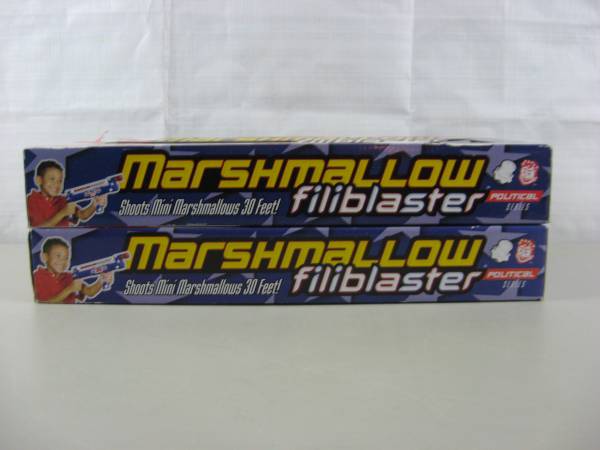 Marshmallow
filiblaster
Shoots Mini Marshmallows 30 Feet!
POLITICAL
SERIES
Marshmallow
filiblaster
Shoots Mini Marshmallows 30 Feet!
POLITICAL
SERIES